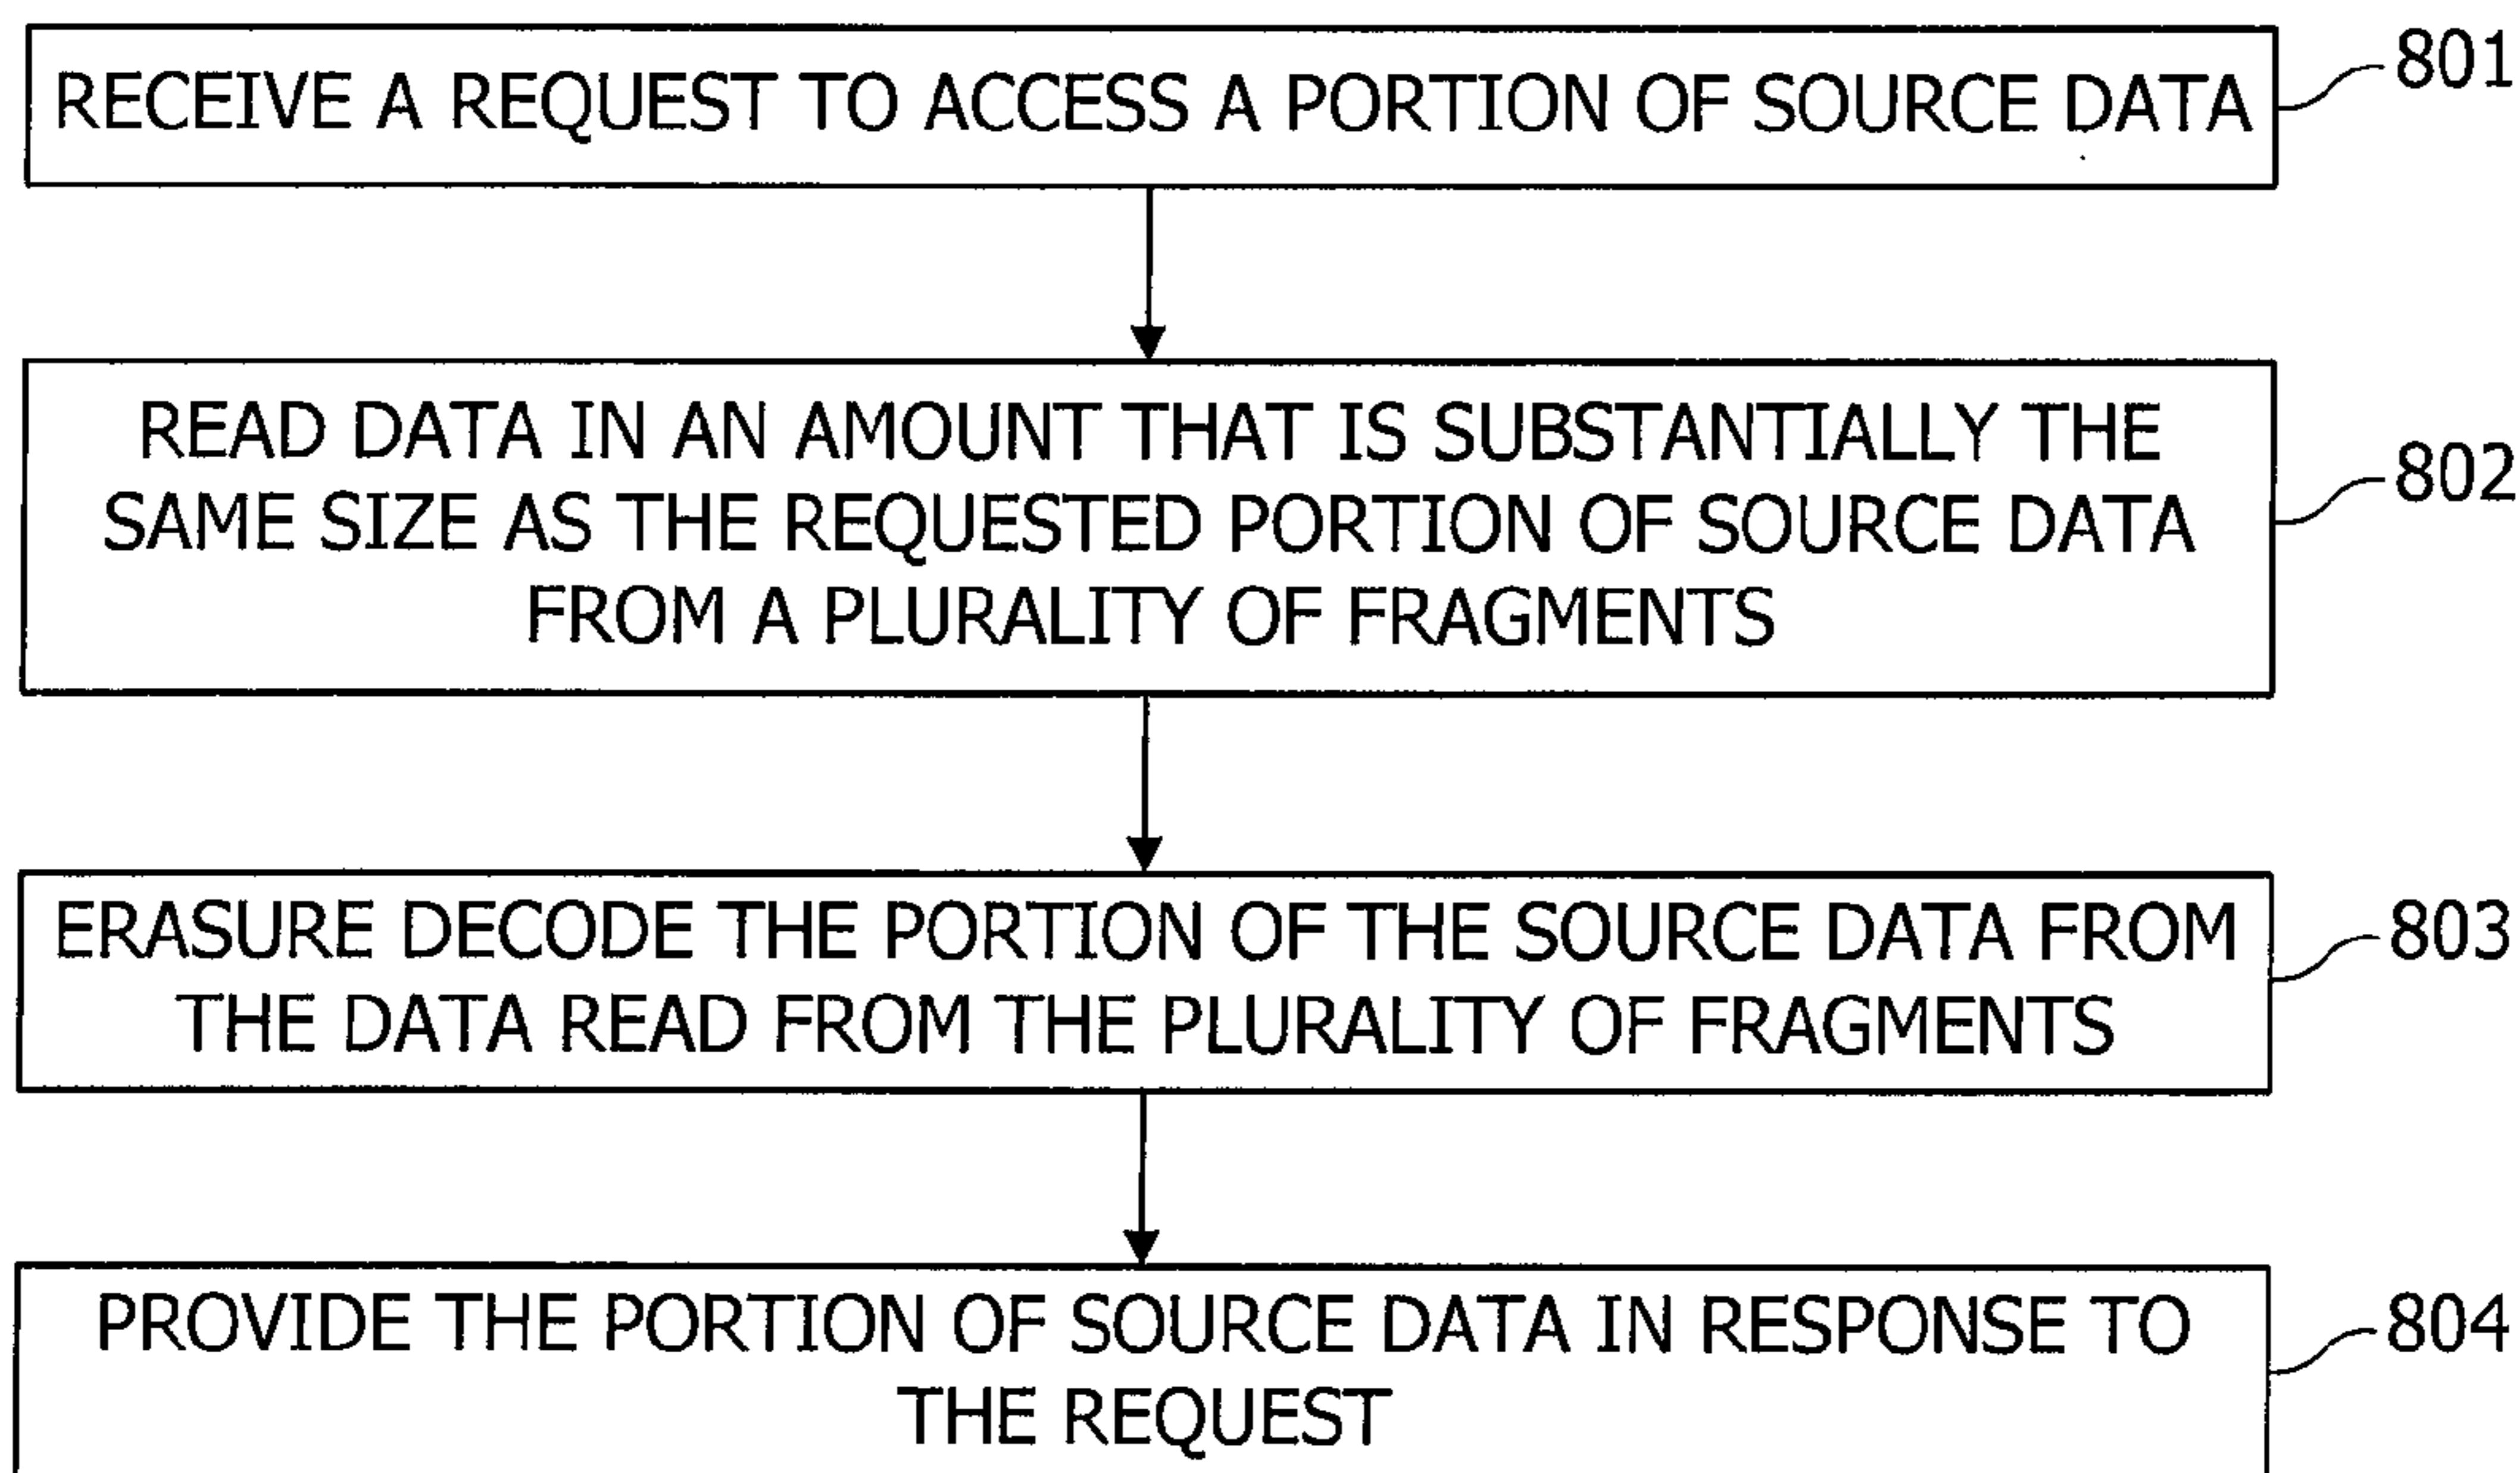 RECEIVE A REQUEST TO ACCESS A PORTION OF SOURCE DATA
801
READ DATA IN AN AMOUNT THAT IS SUBSTANTIALLY THE
SAME SIZE AS THE REQUESTED PORTION OF SOURCE DATA
FROM A PLURALITY OF FRAGMENTS
802
ERASURE DECODE THE PORTION OF THE SOURCE DATA FROM
THE DATA READ FROM THE PLURALITY OF FRAGMENTS
803
PROVIDE THE PORTION OF SOURCE DATA IN RESPONSE TO
THE REQUEST
804